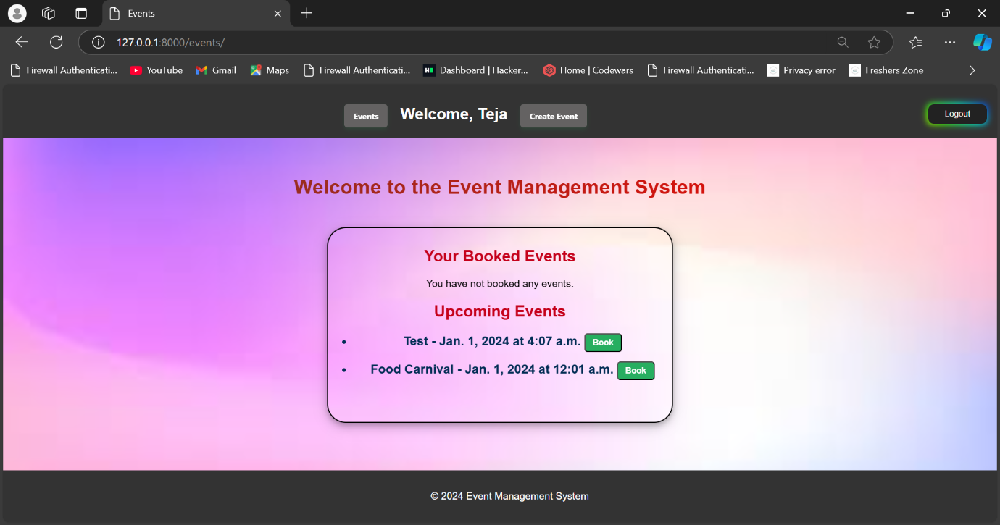 Events
127.0.0.1:8000/events/
Firewall Authenticati... YouTube Gmail Maps Firewall Authenticati... Dashboard | Hacker... Home | Codewars Firewall Authenticati... Privacy error Freshers Zone
Events Welcome, Teja Create Event Logout
Welcome to the Event Management System
Your Booked Events
You have not booked any events.
Upcoming Events
• Test - Jan. 1, 2024 at 4:07 a.m. Book
• Food Carnival - Jan. 1, 2024 at 12:01 a.m. Book
© 2024 Event Management System